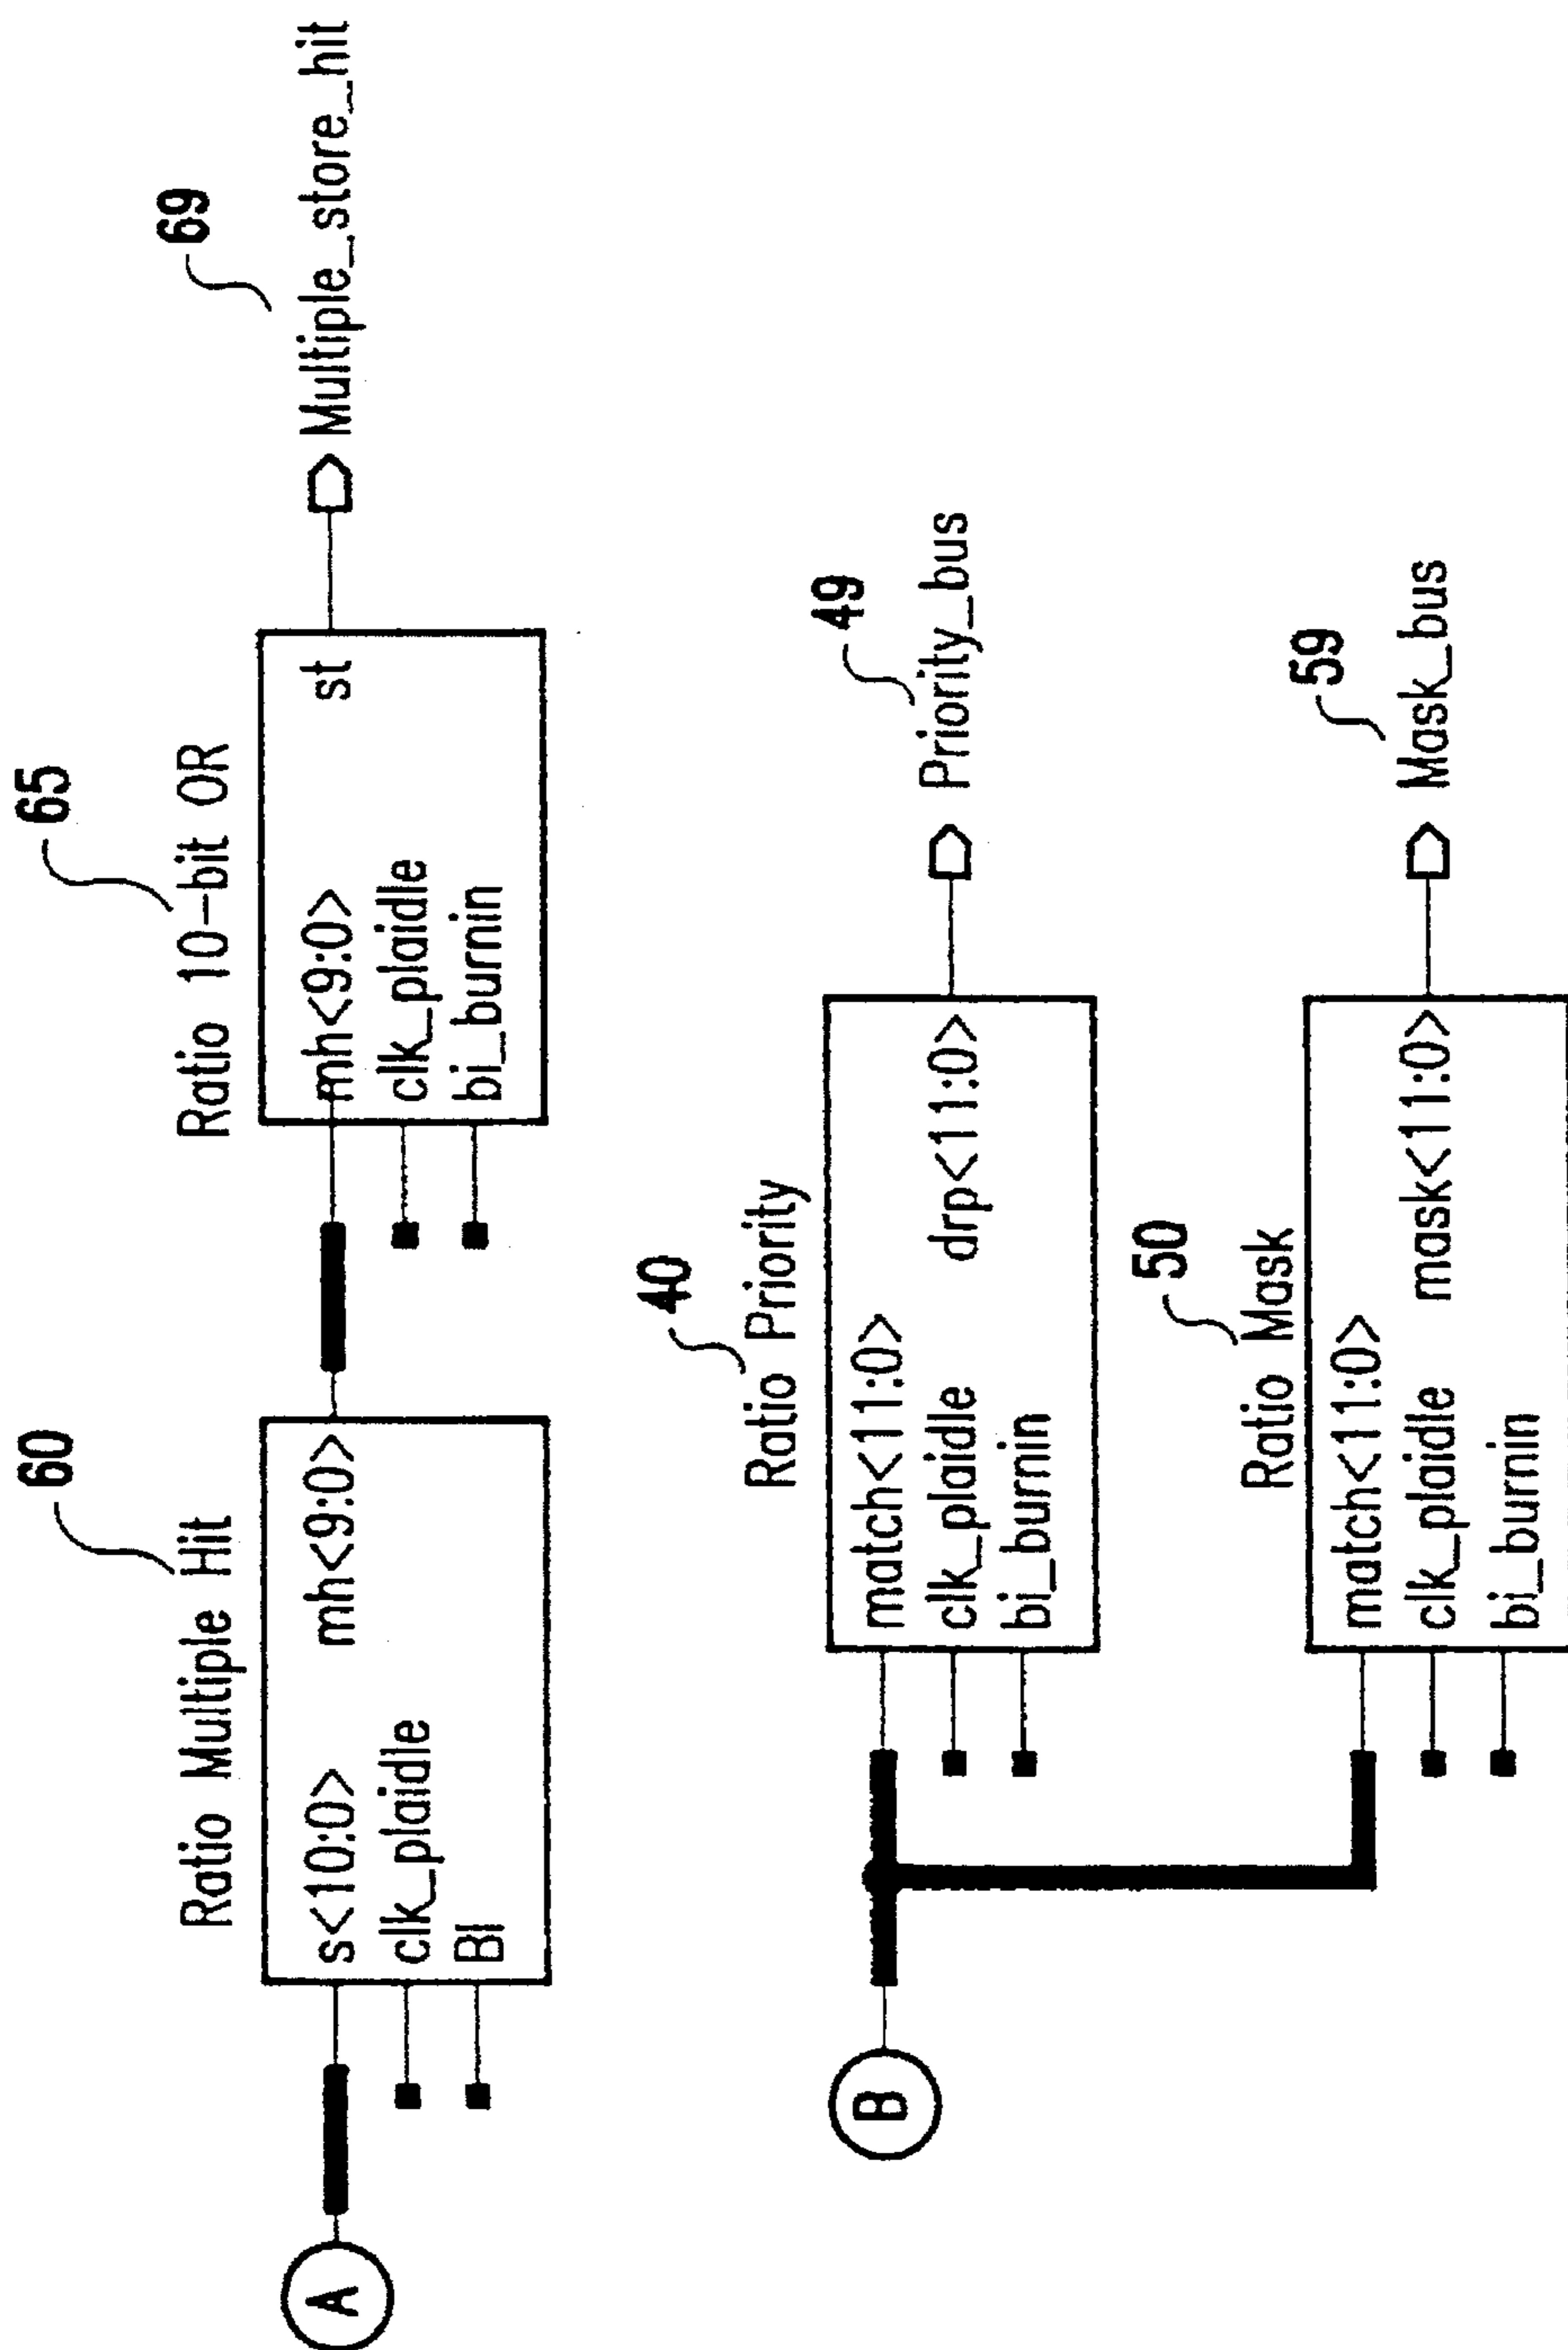 60
65
69
Ratio Multiple Hit
Ratio 10-bit OR
A
s<10:0>
mh<9:0>
clk_plaidle
BI
mh<9:0>
st
clk_plaidle
bi_burnin
Multiple_store_hit
40
49
Ratio Priority
B
match<11:0>
clk_plaidle
drp<11:0>
bi_burnin
Priority_bus
50
59
Ratio Mask
match<11:0>
clk_plaidle
mask<11:0>
bi_burnin
Mask_bus